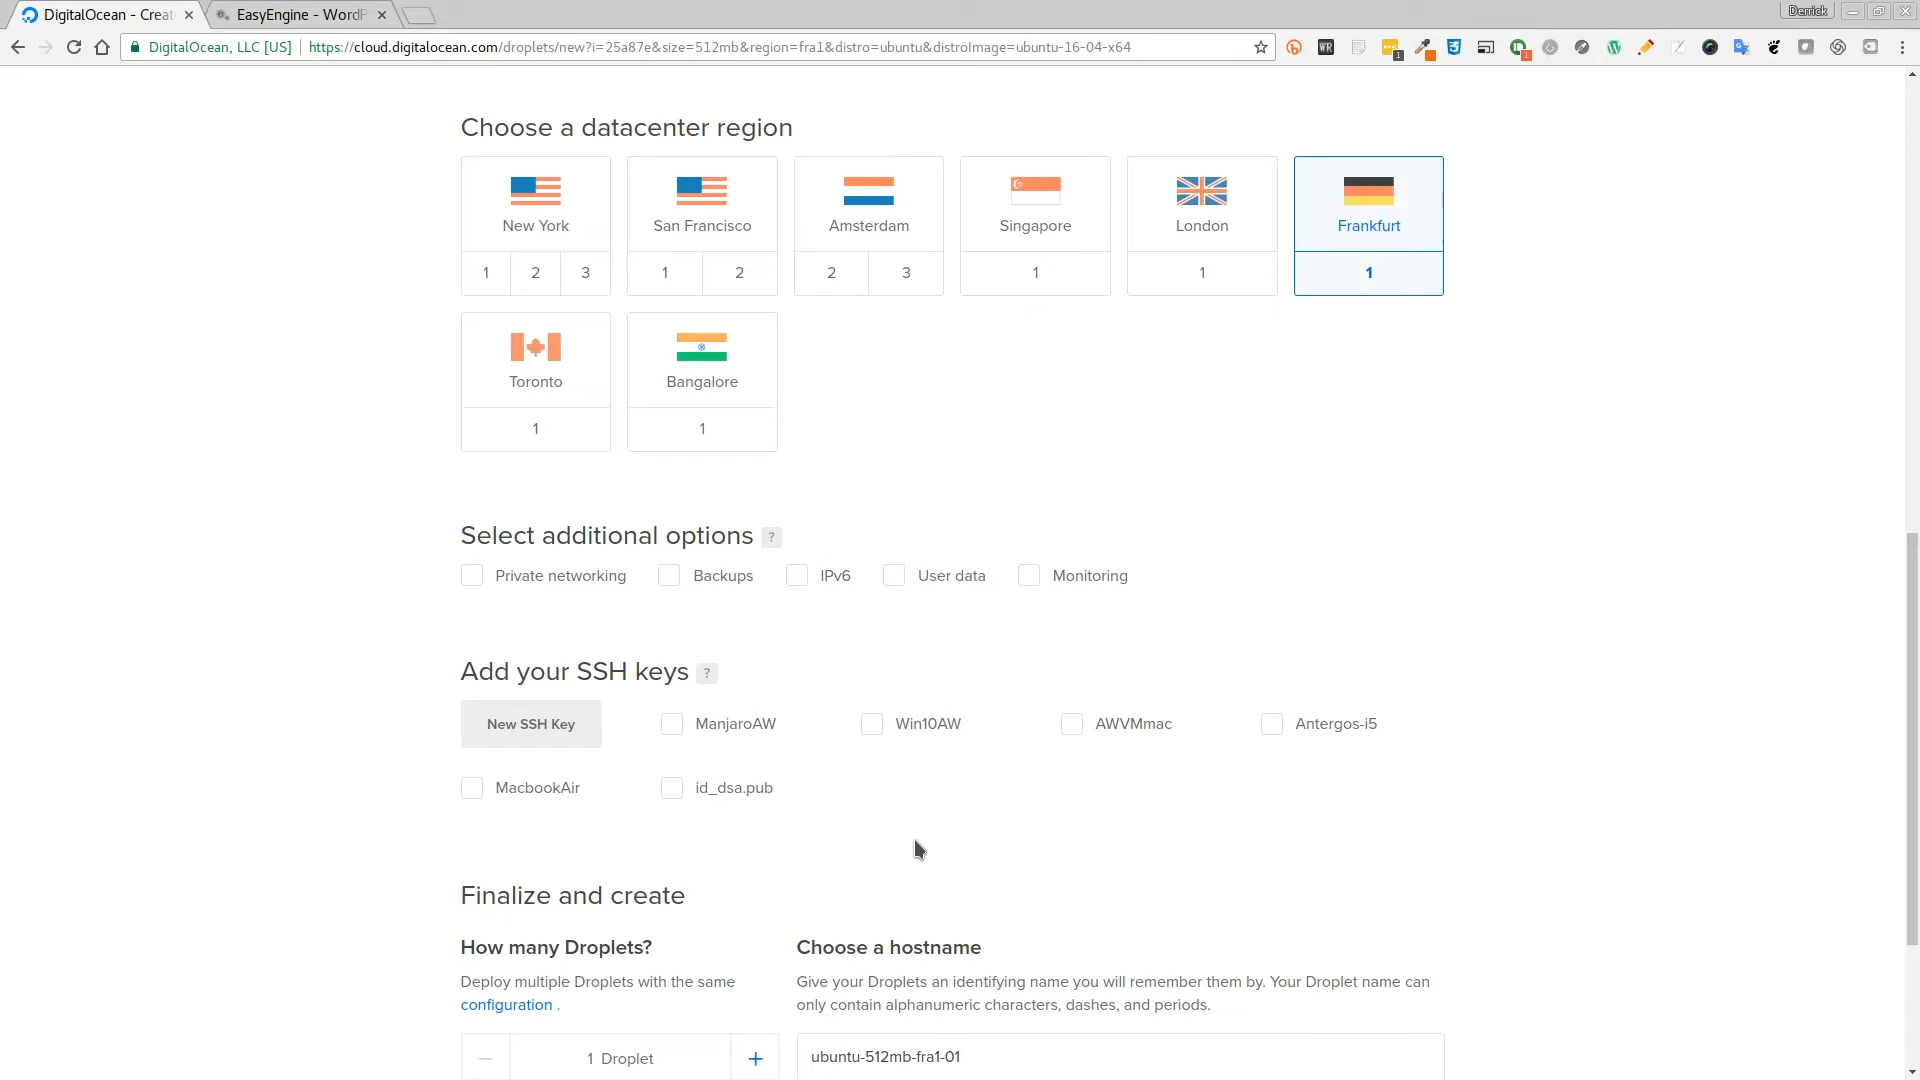 DigitalOcean - Creat
EasyEngine - WordP
Derrick
DigitalOcean, LLC [US]
https://cloud.digitalocean.com/droplets/new?i=25a87e&size=512mb&region=fra1&distro=ubuntu&distroImage=ubuntu-16-04-x64
Choose a datacenter region
New York
San Francisco
Amsterdam
Singapore
London
Frankfurt
1 2 3
1 2
2 3
1
1
1
Toronto
Bangalore
1
1
Select additional options ?
Private networking
Backups
IPv6
User data
Monitoring
Add your SSH keys ?
New SSH Key
ManjaroAW
Win10AW
AWVMmac
Antergos-i5
MacbookAir
id_dsa.pub
Finalize and create
How many Droplets?
Deploy multiple Droplets with the same
configuration .
1 Droplet
Choose a hostname
Give your Droplets an identifying name you will remember them by. Your Droplet name can
only contain alphanumeric characters, dashes, and periods.
ubuntu-512mb-fra1-01